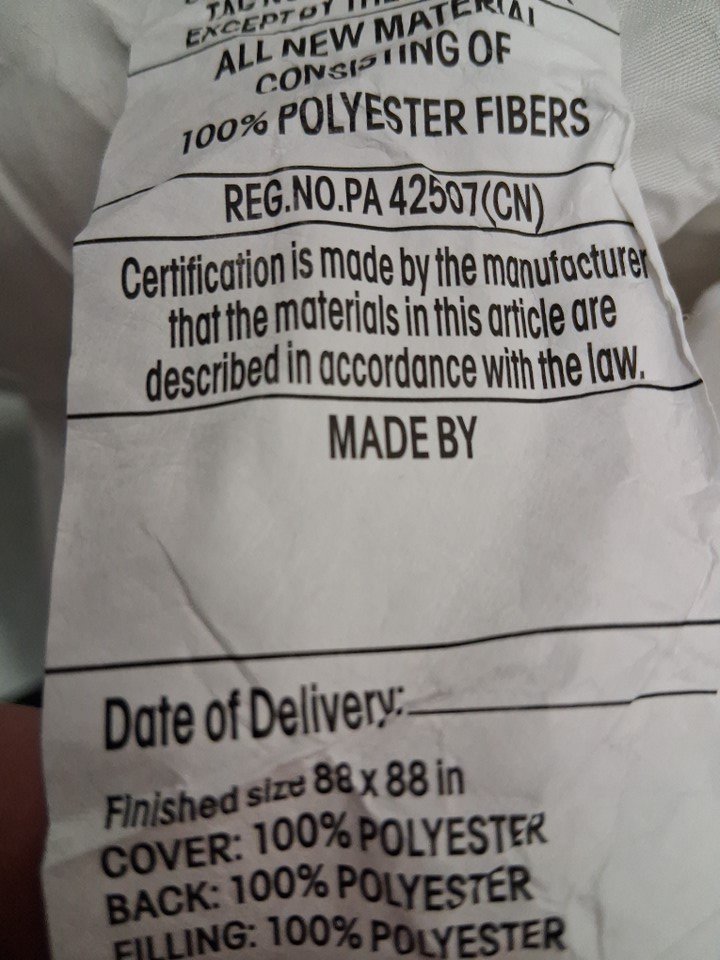 EXCEPT BY
ALL NEW MATERIAL
CONSISTING OF
100% POLYESTER FIBERS
REG.NO.PA 42507(CN)
Certification is made by the manufacturer
that the materials in this article are
described in accordance with the law.
MADE BY
Date of Delivery:
Finished size 88 x 88 in
COVER: 100% POLYESTER
BACK: 100% POLYESTER
FILLING: 100% POLYESTER